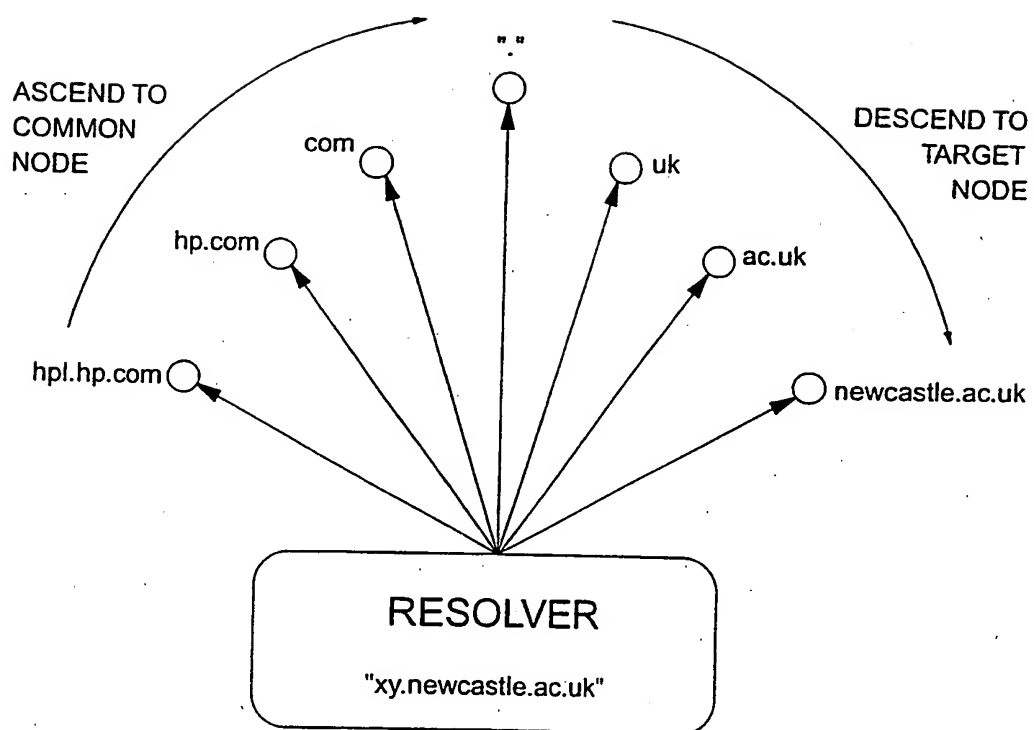 "."
ASCEND TO
COMMON
NODE
DESCEND TO
TARGET
NODE
com
uk
hp.com
ac.uk
hpl.hp.com
newcastle.ac.uk
RESOLVER
"xy.newcastle.ac.uk"